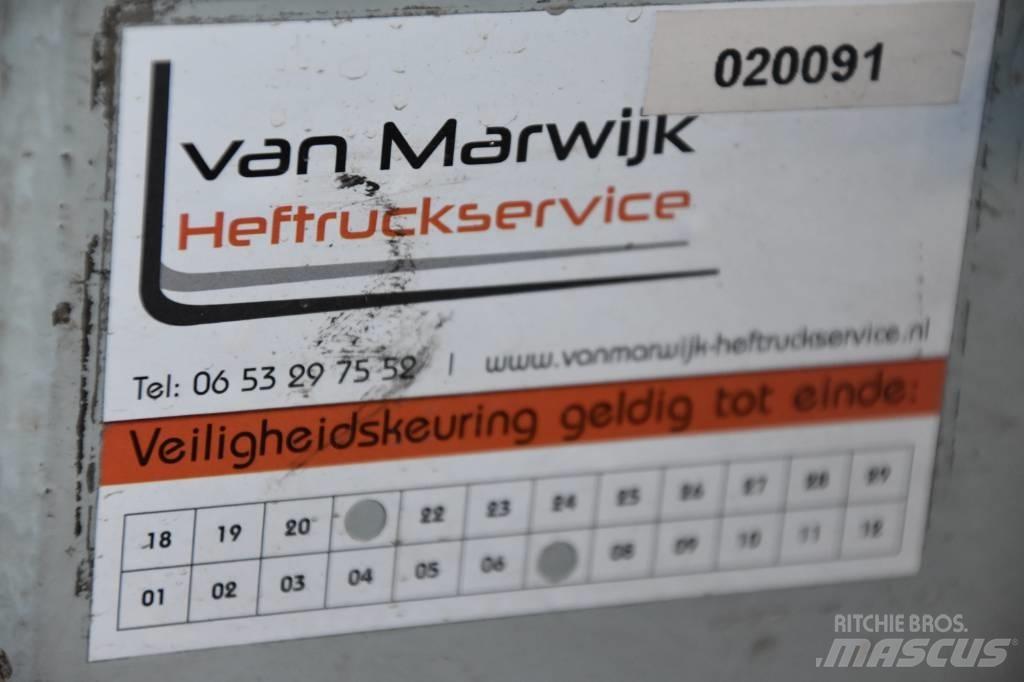 020091
van Marwijk
Heftruckservice
Tel: 06 53 29 75 52 | www.vanmarwijk-heftruckservice.nl
Veiligheidskeuring geldig tot einde:
18 19 20 22 23 24 25 26 27 28 29
01 02 03 04 05 06 08 09 10 11 12
RITCHIE BROS.
MASCUS